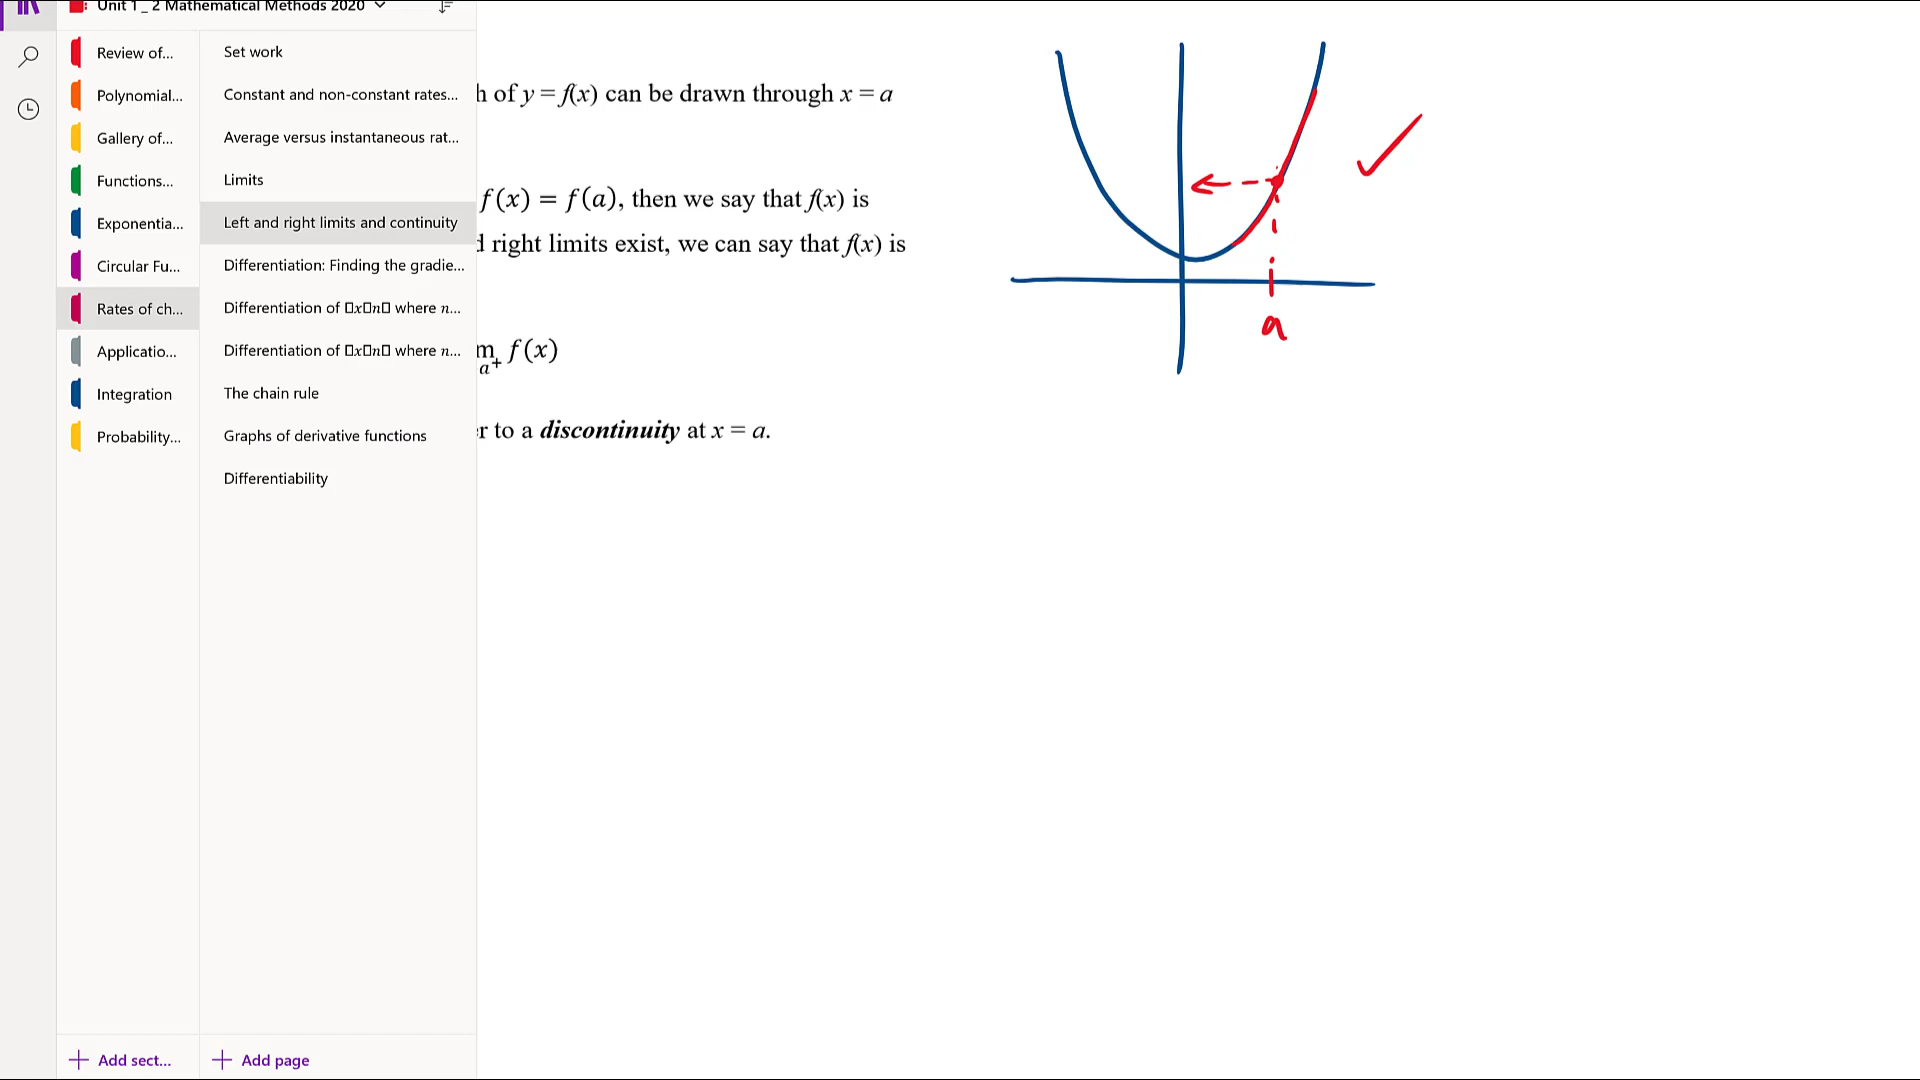 Unit 1 _ 2 Mathematical Methods 2020
Review of...
Polynomial...
Gallery of...
Functions...
Exponentia...
Circular Fu...
Rates of ch...
Applicatio...
Integration
Probability...
Add sect...
Set work
Constant and non-constant rates...
Average versus instantaneous rat...
Limits
Left and right limits and continuity
Differentiation: Finding the gradie...
Differentiation of □x□n□ where n...
Differentiation of □x□n□ where n...
The chain rule
Graphs of derivative functions
Differentiability
Add page
h of y = f(x) can be drawn through x = a
f(x) = f(a), then we say that f(x) is
d right limits exist, we can say that f(x) is
m f(x)
a⁺
r to a discontinuity at x = a.
a